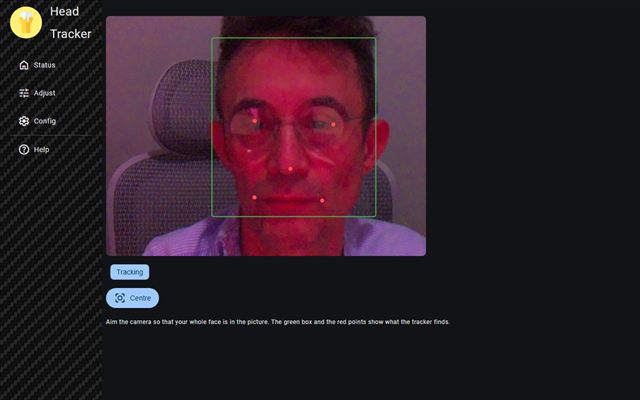 Head
Tracker
Status
Adjust
Config
Help
Tracking
Centre
Aim the camera so that your whole face is in the picture. The green box and the red points show what the tracker finds.